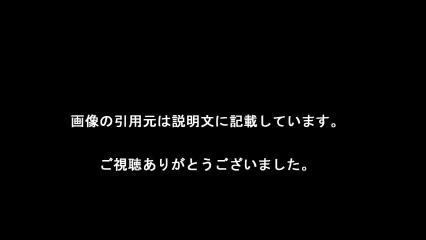 画像の引用元は説明文に記載しています。
ご視聴ありがとうございました。